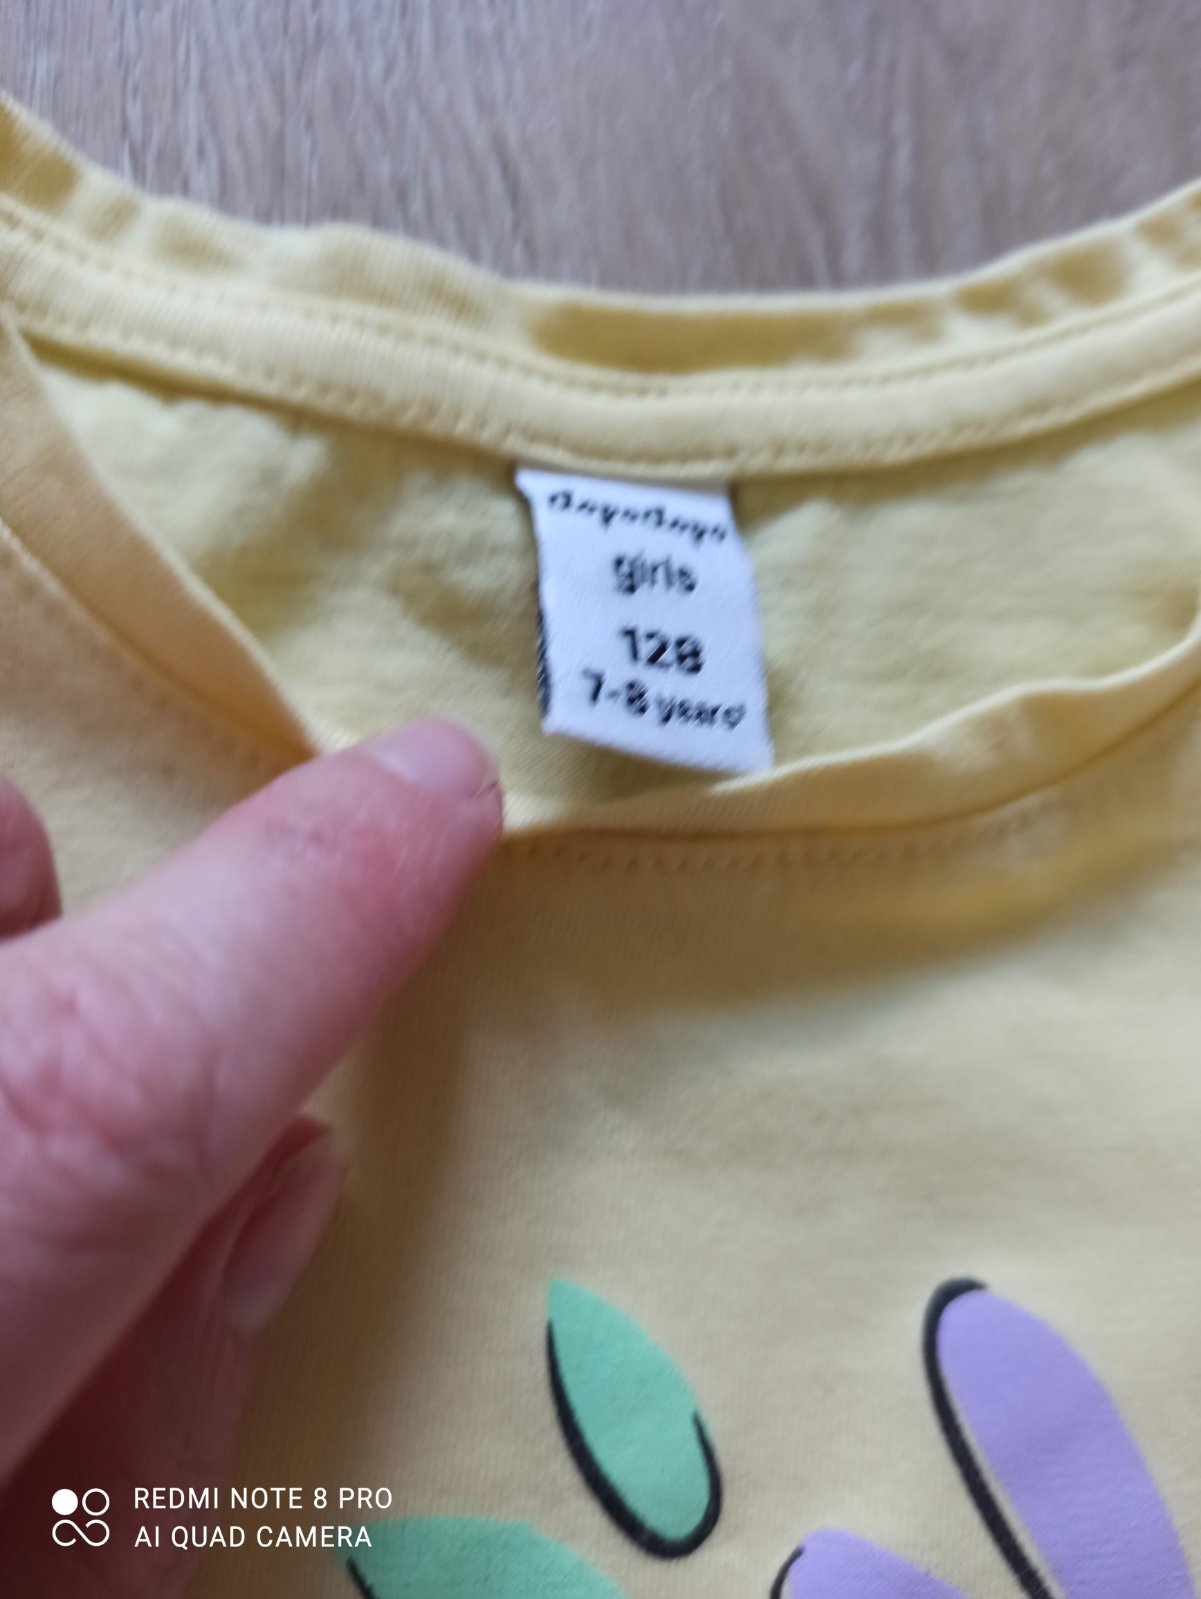 girls
128
7-8 years
REDMI NOTE 8 PRO
AI QUAD CAMERA